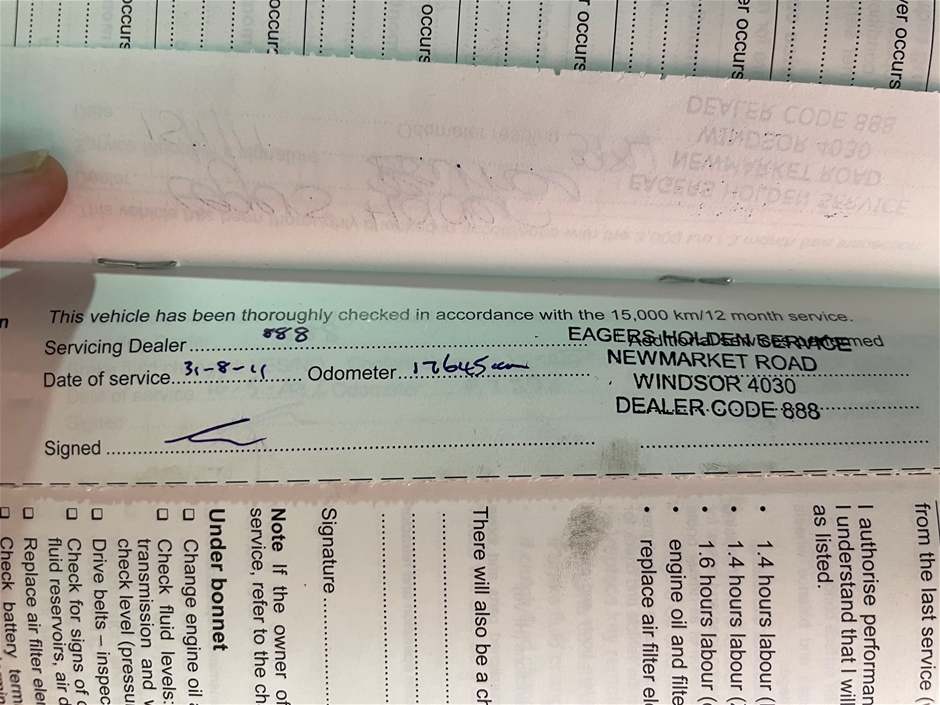 occurs
occurs
occurs
r occurs
er occurs
ver occurs
DEALER CODE 888
WINDSOR 4030
NEWMARKET ROAD
EAGERS HOLDEN SERVICE
Odometer reading
This vehicle has been thoroughly checked in accordance with the 15,000 km/12 month service.
Servicing Dealer 888
EAGERS HOLDEN SERVICE
NEWMARKET ROAD
WINDSOR 4030
DEALER CODE 888
Date of service 31-8-11 Odometer 17645 km
Signed
from the last service (
I authorise performan
I understand that I will
as listed.
• 1.4 hours labour (
• 1.4 hours labour (
• 1.6 hours labour (
• engine oil and filte
• replace air filter el
There will also be a ch
Signature
Note If the owner of
service, refer to the ch
Under bonnet
❑ Change engine oil
❑ Check fluid levels:
transmission and
check level (pressu
❑ Drive belts – inspec
❑ Check for signs of
fluid reservoirs, air
❑ Replace air filter ele
❑ Check battery term